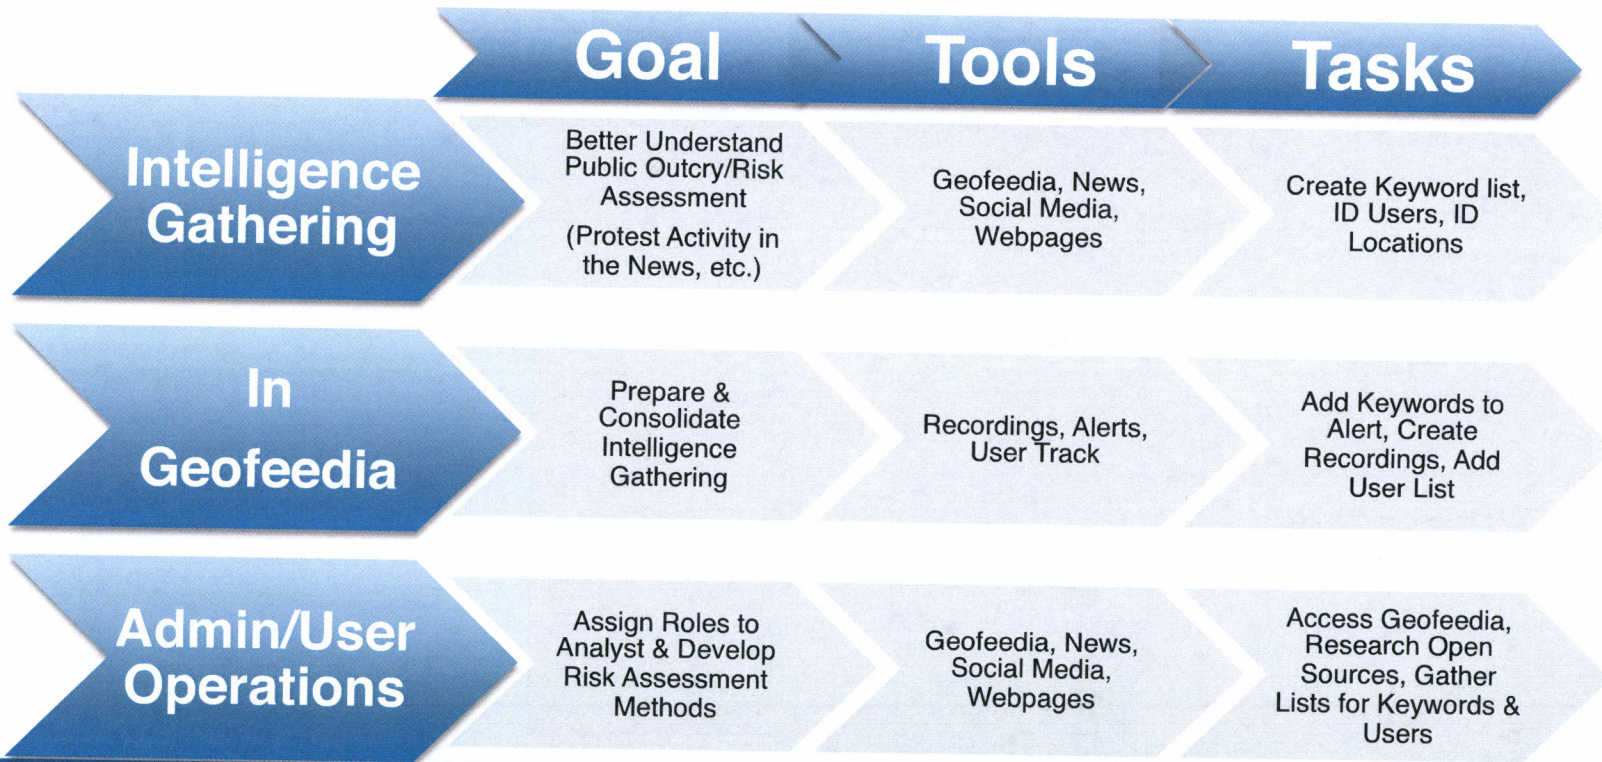 Goal
Tools
Tasks
Intelligence
Gathering
Better Understand
Public Outcry/Risk
Assessment
(Protest Activity in
the News, etc.)
Geofeedia, News,
Social Media,
Webpages
Create Keyword list,
ID Users, ID
Locations
In
Geofeedia
Prepare &
Consolidate
Intelligence
Gathering
Recordings, Alerts,
User Track
Add Keywords to
Alert, Create
Recordings, Add
User List
Admin/User
Operations
Assign Roles to
Analyst & Develop
Risk Assessment
Methods
Geofeedia, News,
Social Media,
Webpages
Access Geofeedia,
Research Open
Sources, Gather
Lists for Keywords &
Users